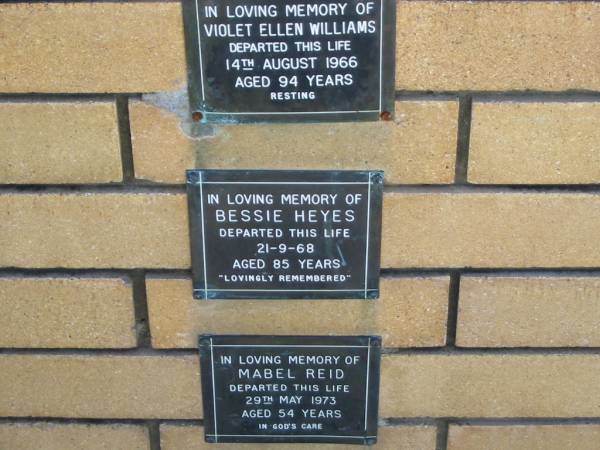 IN LOVING MEMORY OF
VIOLET ELLEN WILLIAMS
DEPARTED THIS LIFE
14TH AUGUST 1966
AGED 94 YEARS
RESTING
IN LOVING MEMORY OF
BESSIE HEYES
DEPARTED THIS LIFE
21-9-68
AGED 85 YEARS
"LOVINGLY REMEMBERED"
IN LOVING MEMORY OF
MABEL REID
DEPARTED THIS LIFE
29TH MAY 1973
AGED 54 YEARS
IN GOD'S CARE